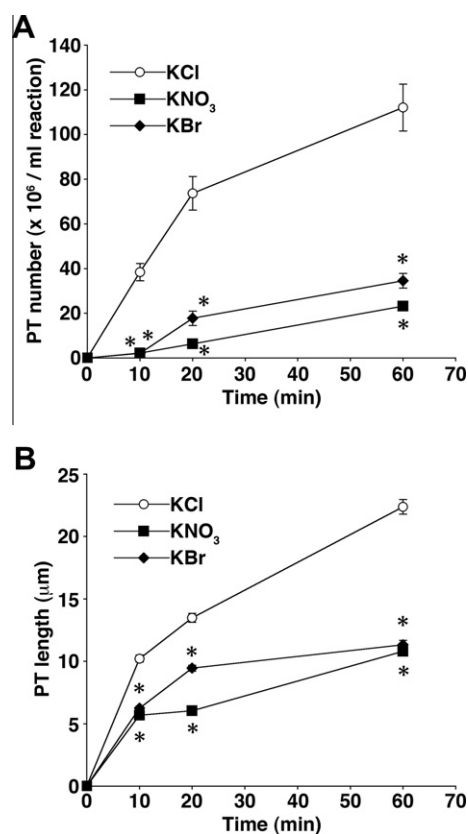 A
140
120
100
80
60
40
20
0
PT number (x 10⁶ / ml reaction)
KCl
KNO₃
KBr
*
*
*
*
*
*
0 10 20 30 40 50 60 70
Time (min)
B
25
20
15
10
5
0
PT length (μm)
KCl
KNO₃
KBr
*
*
*
*
*
*
0 10 20 30 40 50 60 70
Time (min)